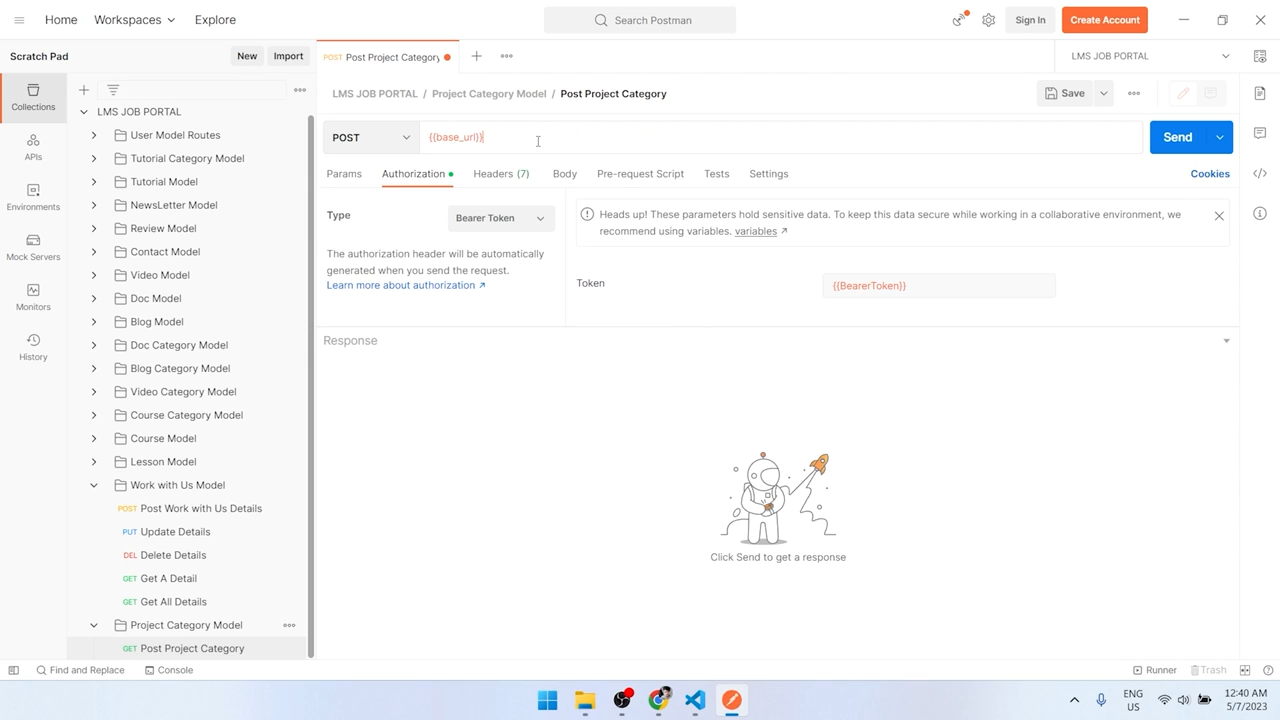 Home Workspaces Explore
Search Postman
Sign In Create Account
Scratch Pad New Import
POST Post Project Category
LMS JOB PORTAL
Collections
APIs
Environments
Mock Servers
Monitors
History
LMS JOB PORTAL
User Model Routes
Tutorial Category Model
Tutorial Model
NewsLetter Model
Review Model
Contact Model
Video Model
Doc Model
Blog Model
Doc Category Model
Blog Category Model
Video Category Model
Course Category Model
Course Model
Lesson Model
Work with Us Model
POST Post Work with Us Details
PUT Update Details
DEL Delete Details
GET Get A Detail
GET Get All Details
Project Category Model
GET Post Project Category
LMS JOB PORTAL / Project Category Model / Post Project Category
Save
POST {{base_url}}
Send
Params Authorization Headers (7) Body Pre-request Script Tests Settings
Cookies
Type Bearer Token
The authorization header will be automatically
generated when you send the request.
Learn more about authorization ↗
Heads up! These parameters hold sensitive data. To keep this data secure while working in a collaborative environment, we
recommend using variables. variables ↗
Token {{BearerToken}}
Response
Click Send to get a response
Find and Replace Console
Runner Trash
ENG
US
12:40 AM
5/7/2023